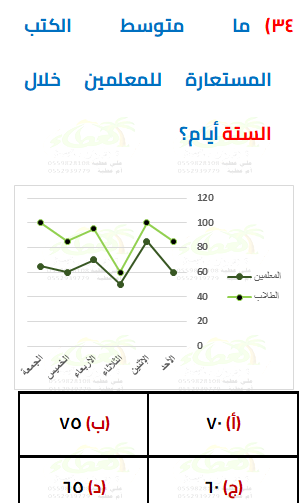 ٣٤) ما متوسط الكتب
المستعارة للمعلمين خلال
الستة أيام؟
120
100
80
60
40
20
0
المعلمين
الطلاب
الأحد الإثنين الثلاثاء الأربعاء الخميس الجمعة
(أ) ٧٠ (ب) ٧٥
(ج) ٦٠ (د) ٦٥